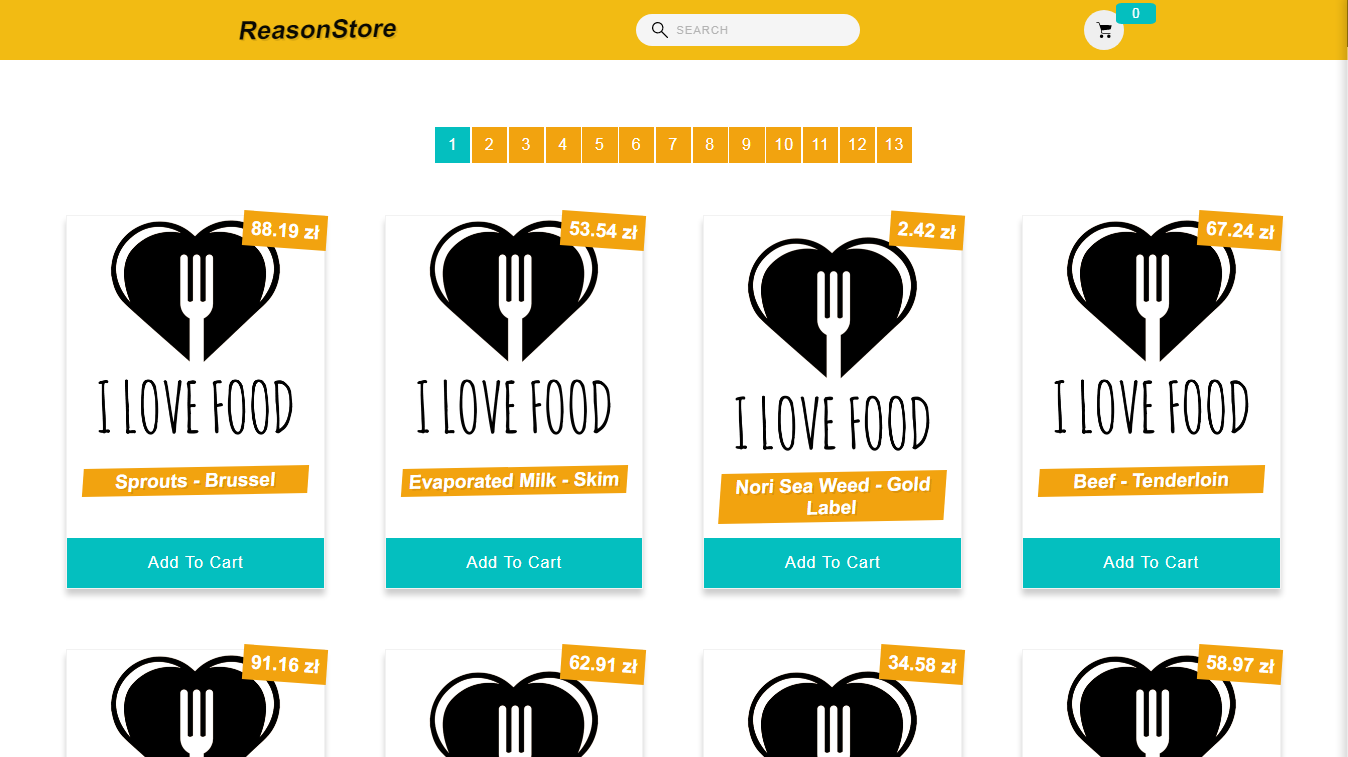 ReasonStore
SEARCH
0
1 2 3 4 5 6 7 8 9 10 11 12 13
88.19 zł
I LOVE FOOD
Sprouts - Brussel
Add To Cart
53.54 zł
I LOVE FOOD
Evaporated Milk - Skim
Add To Cart
2.42 zł
I LOVE FOOD
Nori Sea Weed - Gold
Label
Add To Cart
67.24 zł
I LOVE FOOD
Beef - Tenderloin
Add To Cart
91.16 zł
62.91 zł
34.58 zł
58.97 zł